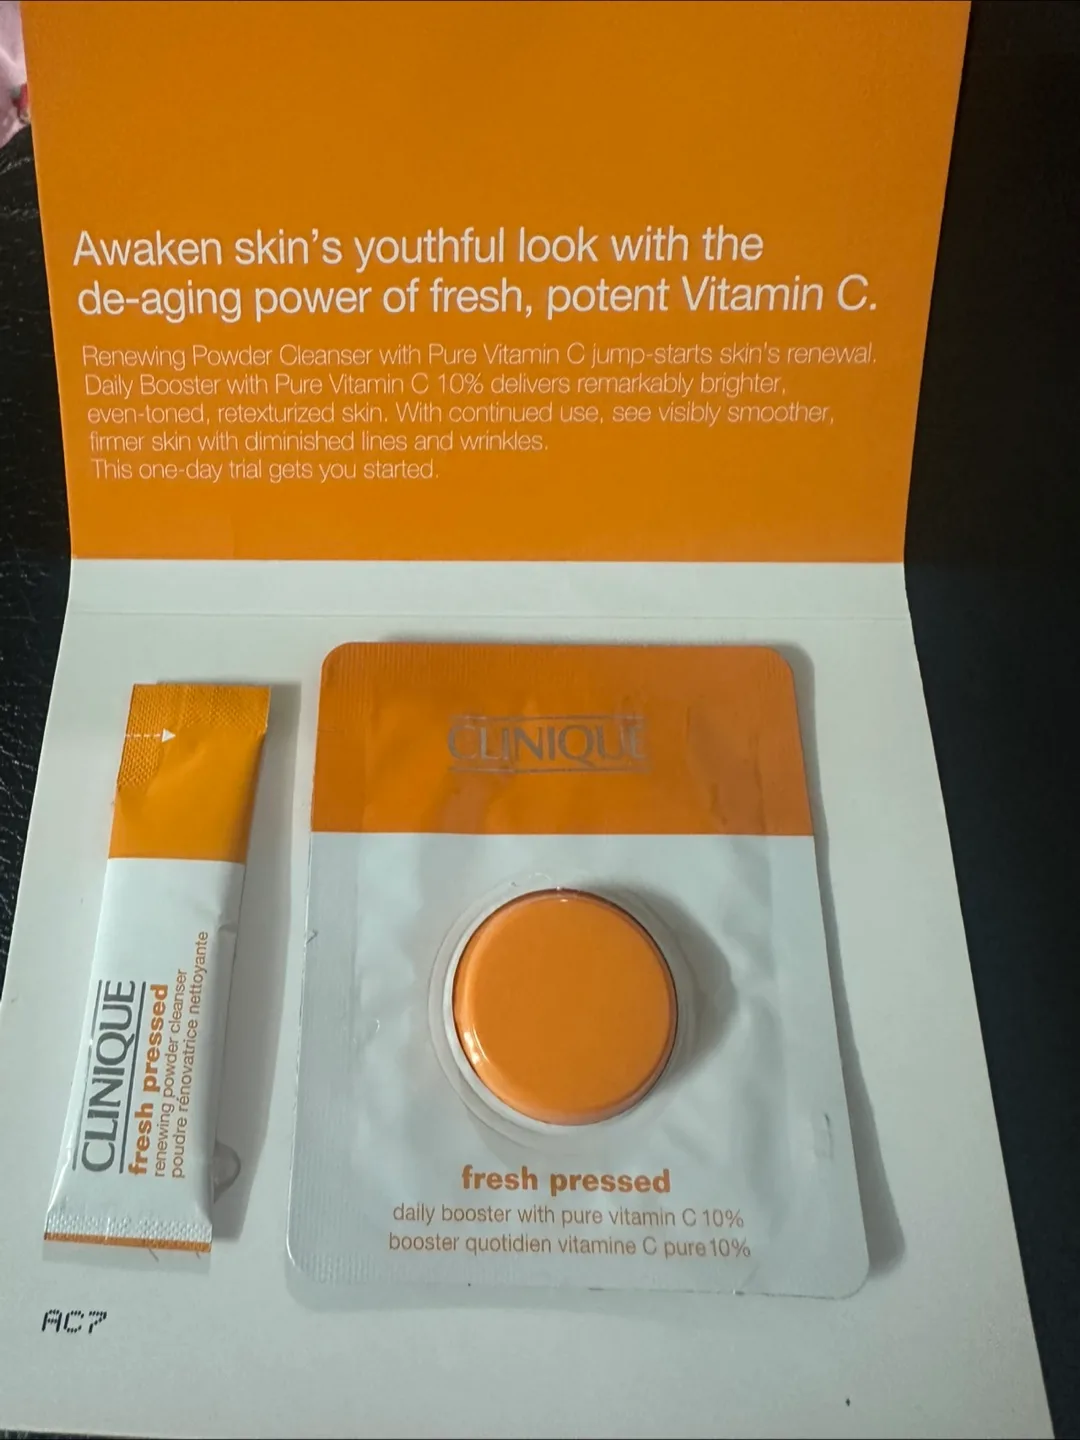 Awaken skin's youthful look with the
de-aging power of fresh, potent Vitamin C.
Renewing Powder Cleanser with Pure Vitamin C jump-starts skin's renewal.
Daily Booster with Pure Vitamin C 10% delivers remarkably brighter,
even-toned, retexturized skin. With continued use, see visibly smoother,
firmer skin with diminished lines and wrinkles.
This one-day trial gets you started.
CLINIQUE
fresh pressed
renewing powder cleanser
poudre rénovatrice nettoyante
CLINIQUE
fresh pressed
daily booster with pure vitamin C 10%
booster quotidien vitamine C pure 10%
AC7